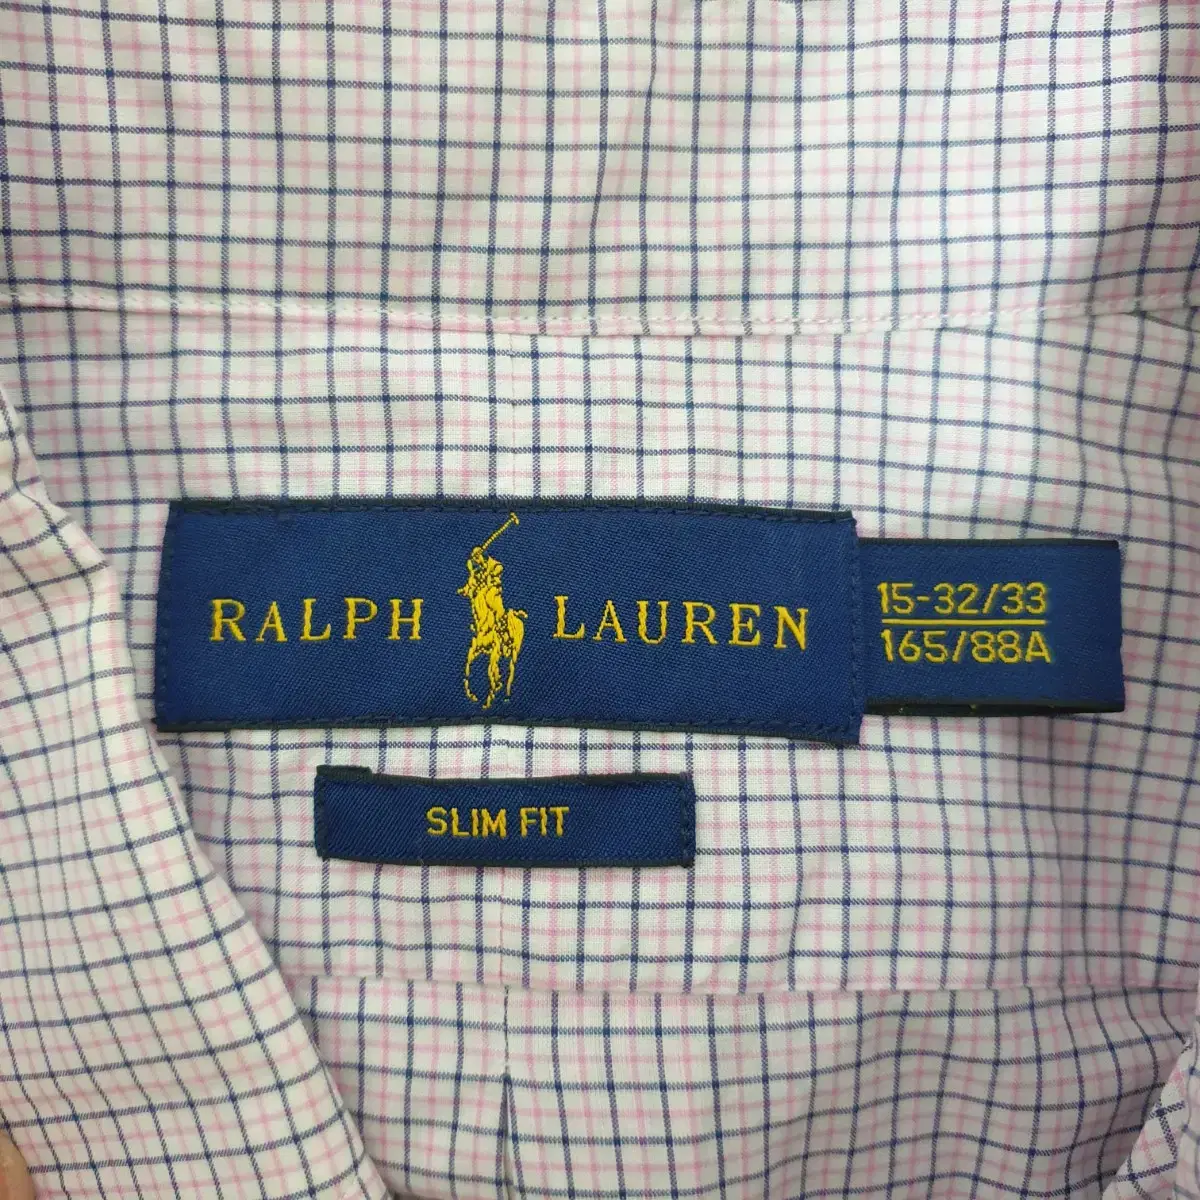 RALPH LAUREN
15-32/33
165/88A
SLIM FIT